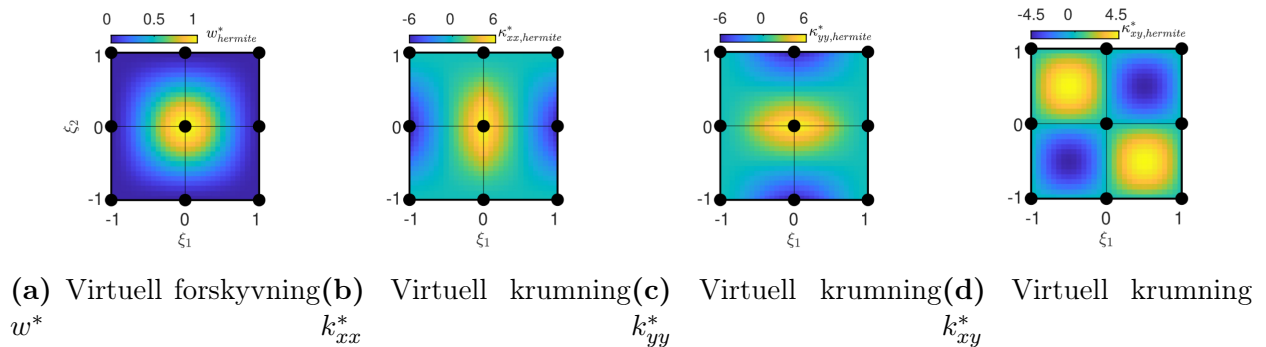 0 0.5 1
w*hermite
-6 0 6
κ*xx,hermite
-6 0 6
κ*yy,hermite
-4.5 0 4.5
κ*xy,hermite
1
0
-1
ξ2
-1 0 1
ξ1
1
0
-1
-1 0 1
ξ1
1
0
-1
-1 0 1
ξ1
1
0
-1
-1 0 1
ξ1
(a) Virtuell forskyvning
w*
(b) Virtuell krumning
k*xx
(c) Virtuell krumning
k*yy
(d) Virtuell krumning
k*xy